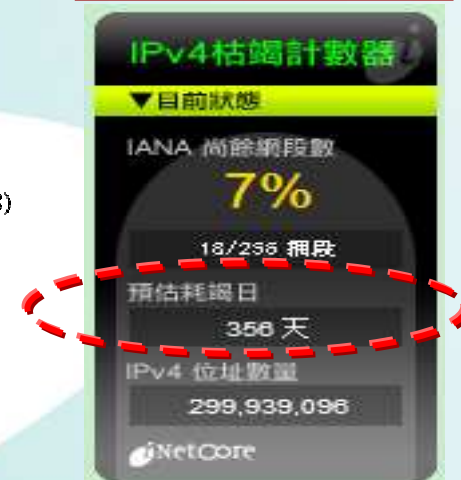 IPv4枯竭計數器
▼目前狀態
IANA 尚餘網段數
7%
18/256 網段
預估耗竭日
356 天
IPv4 位址數量
299,939,096
iNetCore